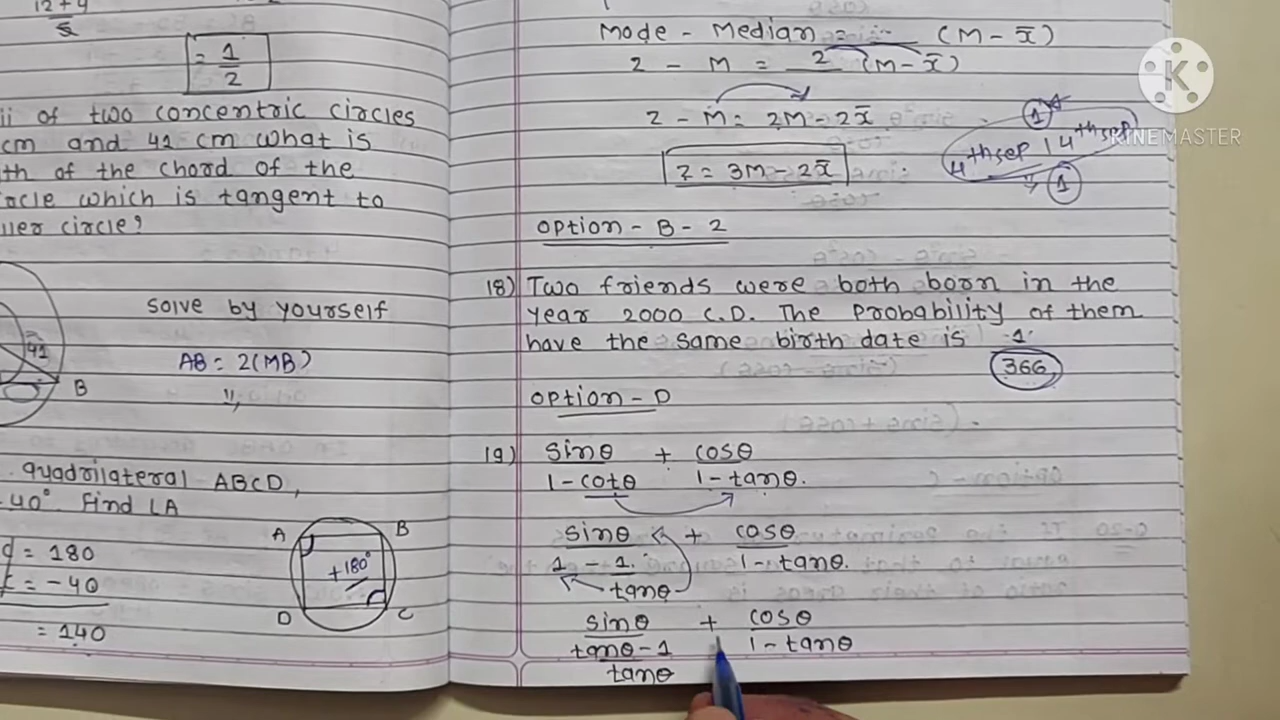 12+4
5
= 1
2
ii of two concentric circles
cm and 41 cm what is
th of the chord of the
rcle which is tangent to
ller circle?
solve by yourself
41
AB = 2(MB)
B
quadrilateral ABCD,
40°. Find LA
= 180
= -40
= 140
A B
+180°
D C
Mode - Median = (M - x̄)
z - M = 2 (M - x̄)
z - M = 2M - 2x̄
z = 3M - 2x̄
1
4th sep | 4th sep
1
KINEMASTER
Option - B - 2
18) Two friends were both born in the
year 2000 C.D. The Probability of them
have the same birth date is 1
366
Option - D
19) sinθ + cosθ
1 - cotθ 1 - tanθ.
sinθ + cosθ
1 - 1 1 - tanθ.
tanθ
sinθ + cosθ
tanθ - 1 1 - tanθ
tanθ